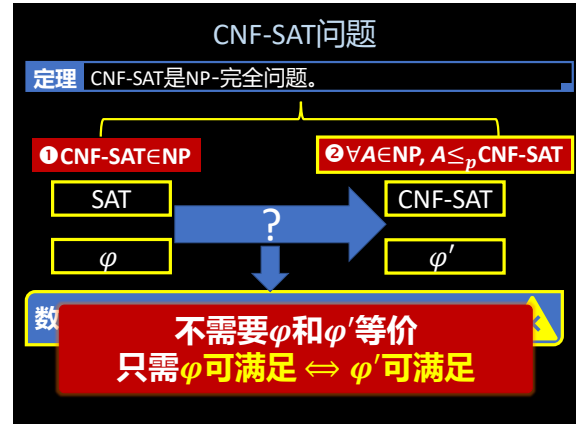 CNF-SAT问题
定理 CNF-SAT是NP-完全问题。
❶CNF-SAT∈NP
❷∀A∈NP, A≤ₚCNF-SAT
SAT
?
CNF-SAT
φ
φ′
数
不需要φ和φ′等价
只需φ可满足 ⇔ φ′可满足